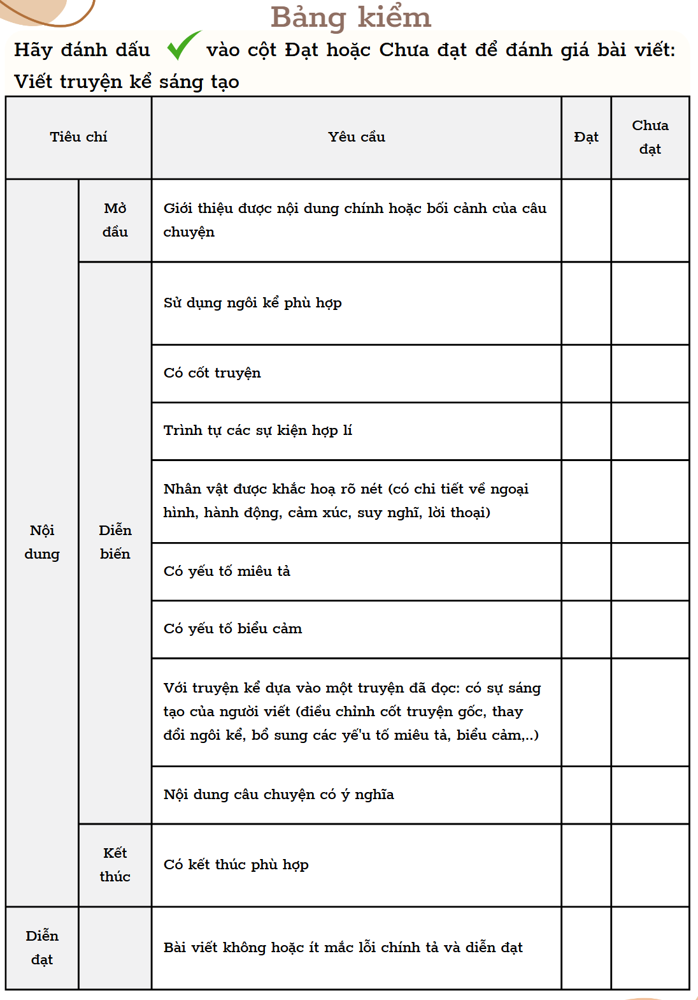 Bảng kiểm
Hãy đánh dấu vào cột Đạt hoặc Chưa đạt để đánh giá bài viết:
Viết truyện kể sáng tạo
Tiêu chí
Yêu cầu
Đạt
Chưa
đạt
Nội
dung
Mở
đầu
Giới thiệu được nội dung chính hoặc bối cảnh của câu
chuyện
Diễn
biến
Sử dụng ngôi kể phù hợp
Có cốt truyện
Trình tự các sự kiện hợp lí
Nhân vật được khắc hoạ rõ nét (có chi tiết về ngoại
hình, hành động, cảm xúc, suy nghĩ, lời thoại)
Có yếu tố miêu tả
Có yếu tố biểu cảm
Với truyện kể dựa vào một truyện đã đọc: có sự sáng
tạo của người viết (điều chỉnh cốt truyện gốc, thay
đổi ngôi kể, bổ sung các yế'u tố miêu tả, biểu cảm,..)
Nội dung câu chuyện có ý nghĩa
Kết
thúc
Có kết thúc phù hợp
Diễn
đạt
Bài viết không hoặc ít mắc lỗi chính tả và diễn đạt